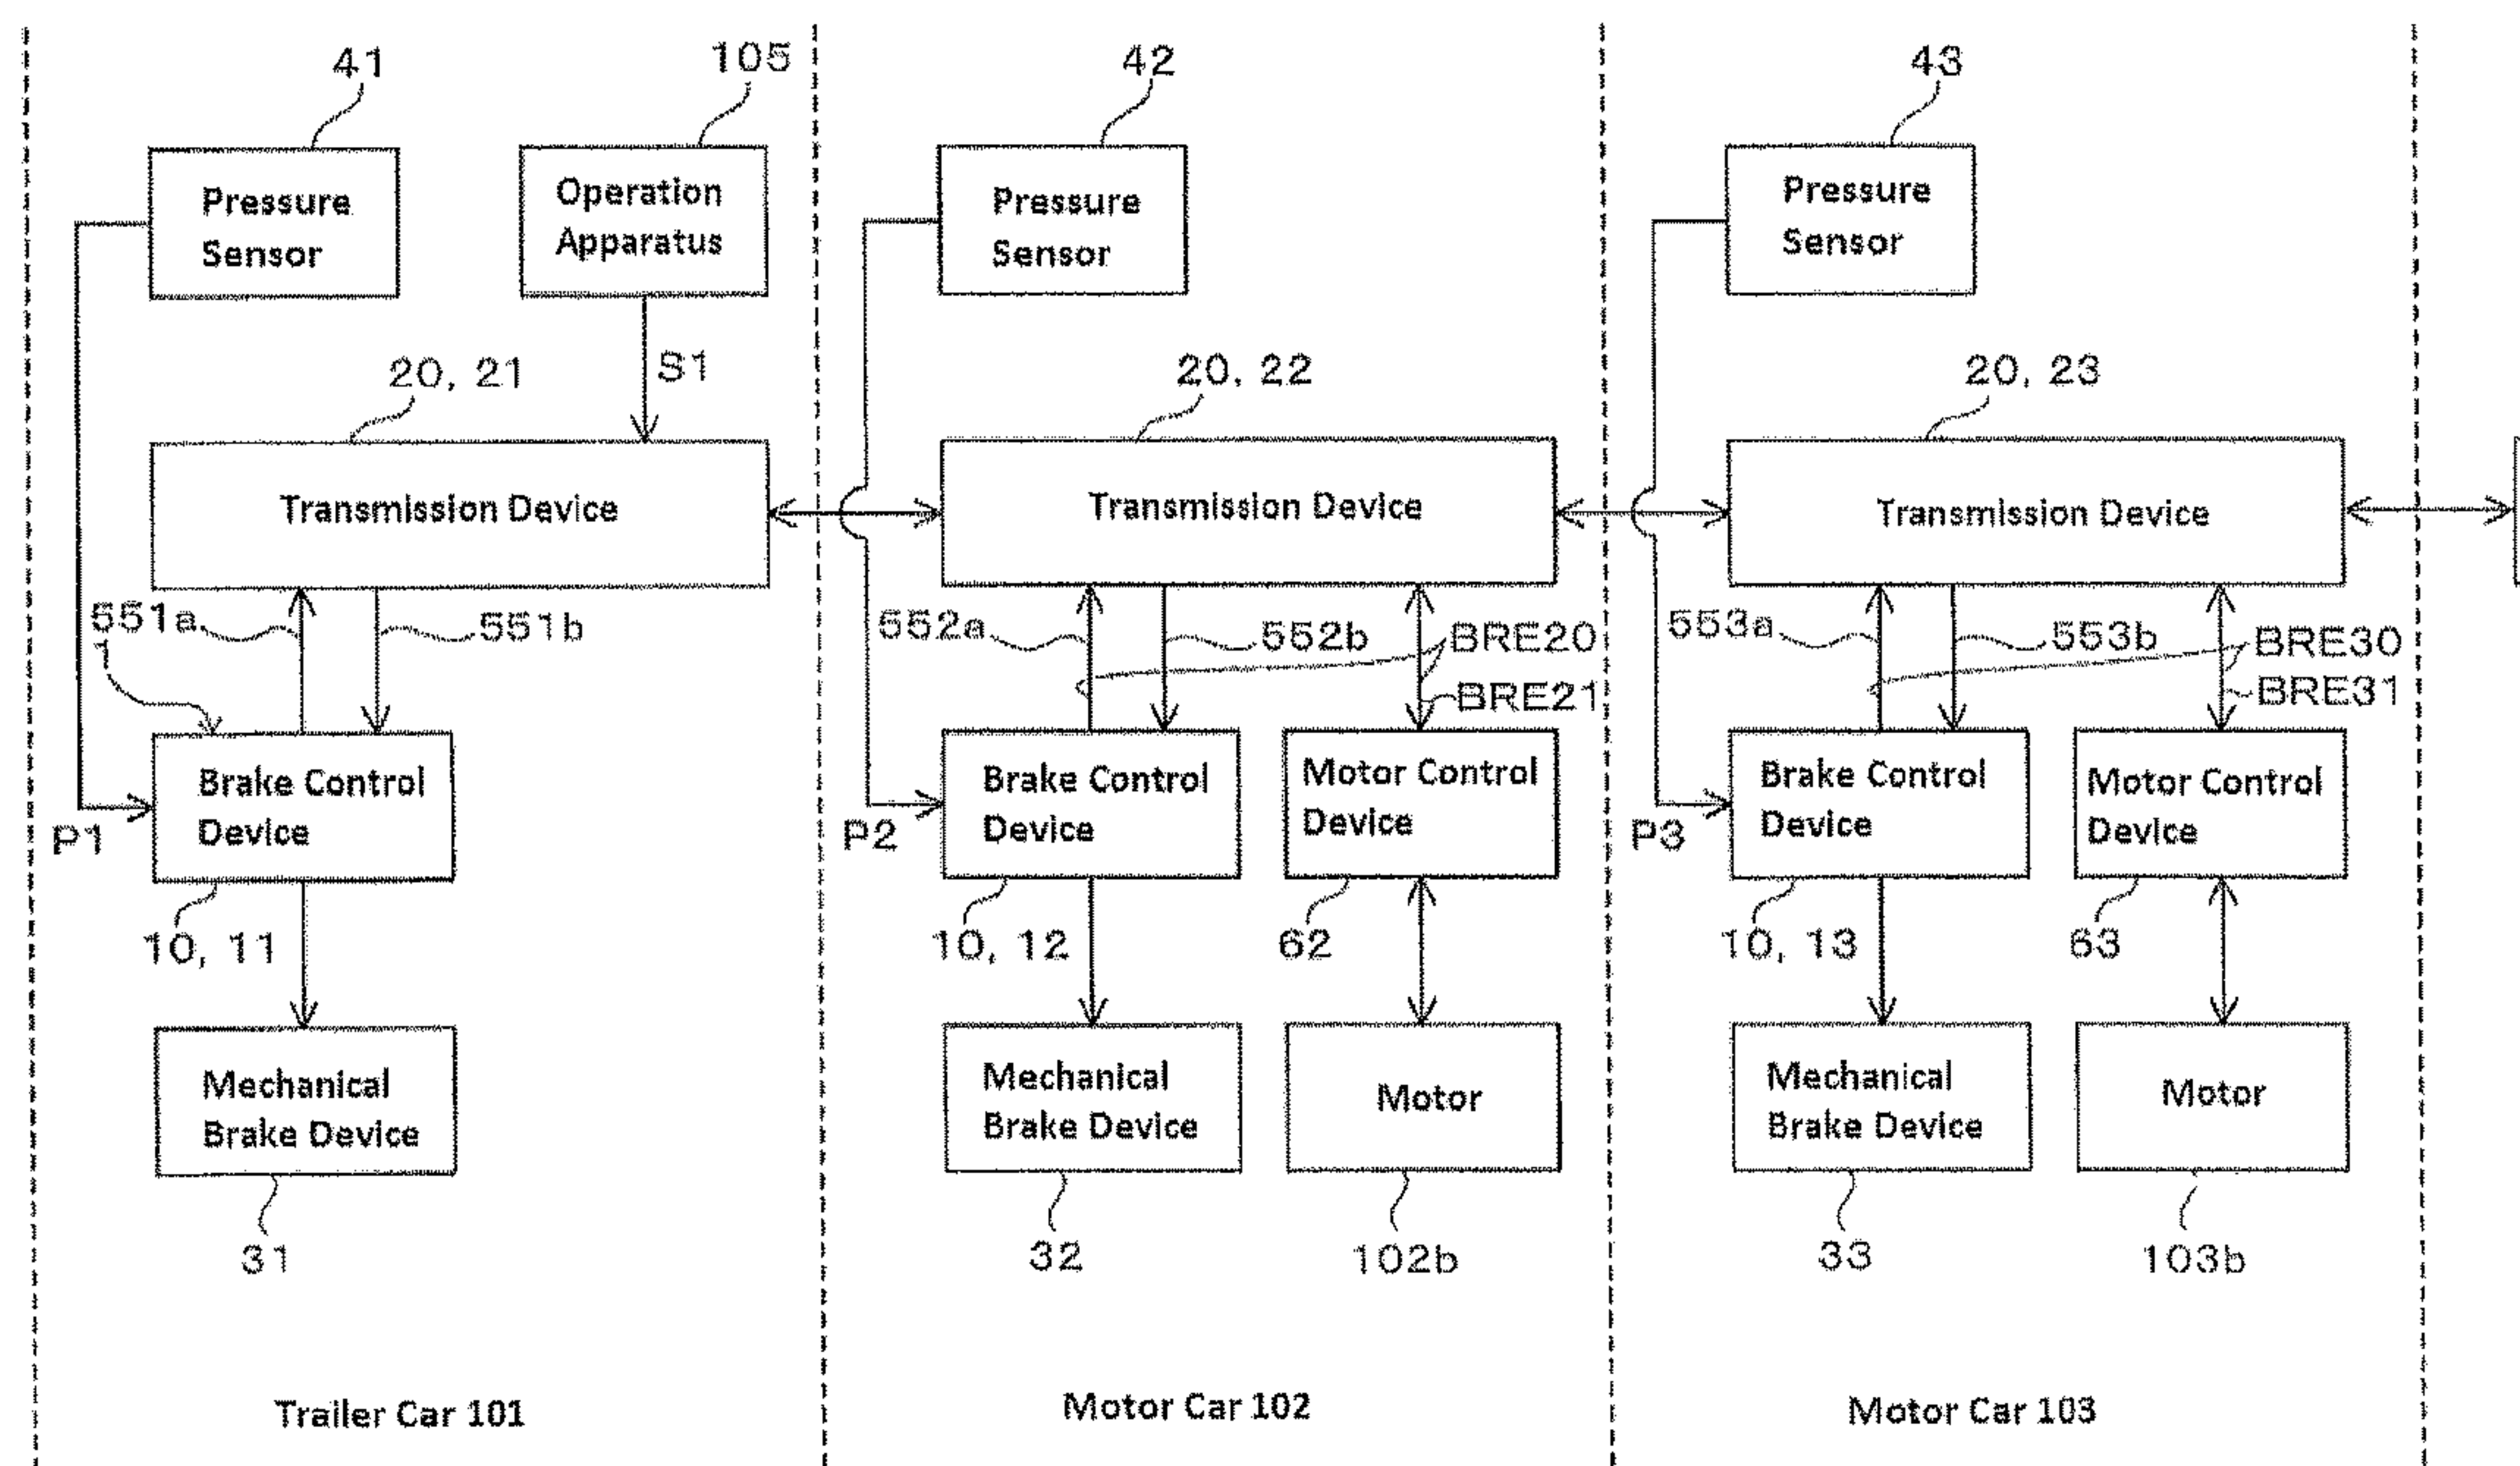 41
105
42
43
Pressure
Sensor
Operation
Apparatus
Pressure
Sensor
Pressure
Sensor
S1
20, 21
20, 22
20, 23
Transmission Device
Transmission Device
Transmission Device
551a
551b
552a
552b
BRE20
BRE21
553a
553b
BRE30
BRE31
1
Brake Control
Device
Brake Control
Device
Motor Control
Device
Brake Control
Device
Motor Control
Device
P1
P2
P3
10, 11
10, 12
62
10, 13
63
Mechanical
Brake Device
Mechanical
Brake Device
Motor
Mechanical
Brake Device
Motor
31
32
102b
33
103b
Trailer Car 101
Motor Car 102
Motor Car 103